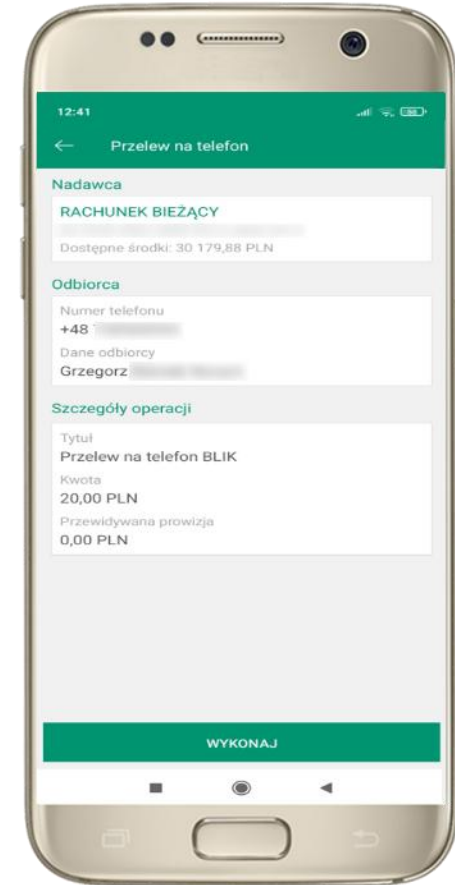 12:41
Przelew na telefon
Nadawca
RACHUNEK BIEŻĄCY
Dostępne środki: 30 179,88 PLN
Odbiorca
Numer telefonu
+48
Dane odbiorcy
Grzegorz
Szczegóły operacji
Tytuł
Przelew na telefon BLIK
Kwota
20,00 PLN
Przewidywana prowizja
0,00 PLN
WYKONAJ